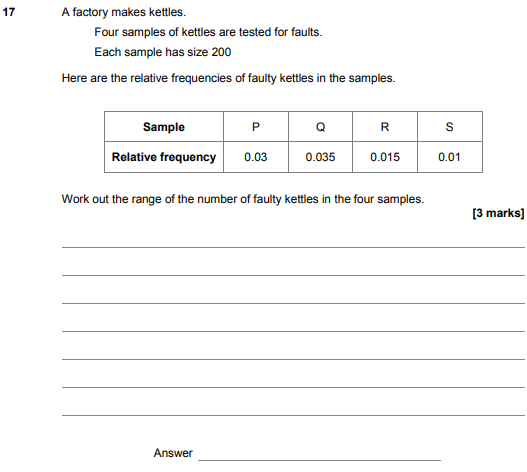 17 A factory makes kettles.
Four samples of kettles are tested for faults.
Each sample has size 200
Here are the relative frequencies of faulty kettles in the samples.
Sample P Q R S
Relative frequency 0.03 0.035 0.015 0.01
Work out the range of the number of faulty kettles in the four samples.
[3 marks]
Answer